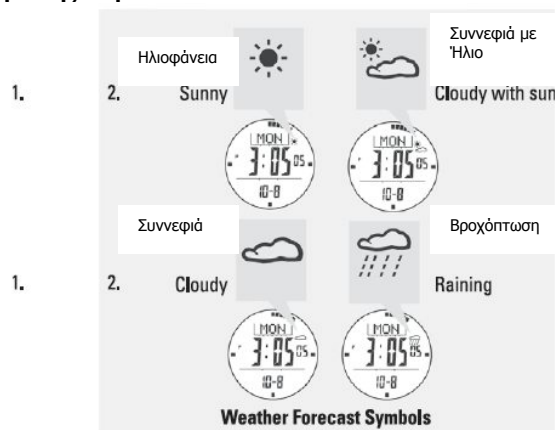 Ηλιοφάνεια
Συννεφιά με
Ήλιο
1.
2.
Sunny
Cloudy with sun
MON
3:05 05
10-8
MON
3:05 05
10-8
Συννεφιά
Βροχόπτωση
1.
2.
Cloudy
Raining
MON
3:05 05
10-8
MON
3:05 05
10-8
Weather Forecast Symbols